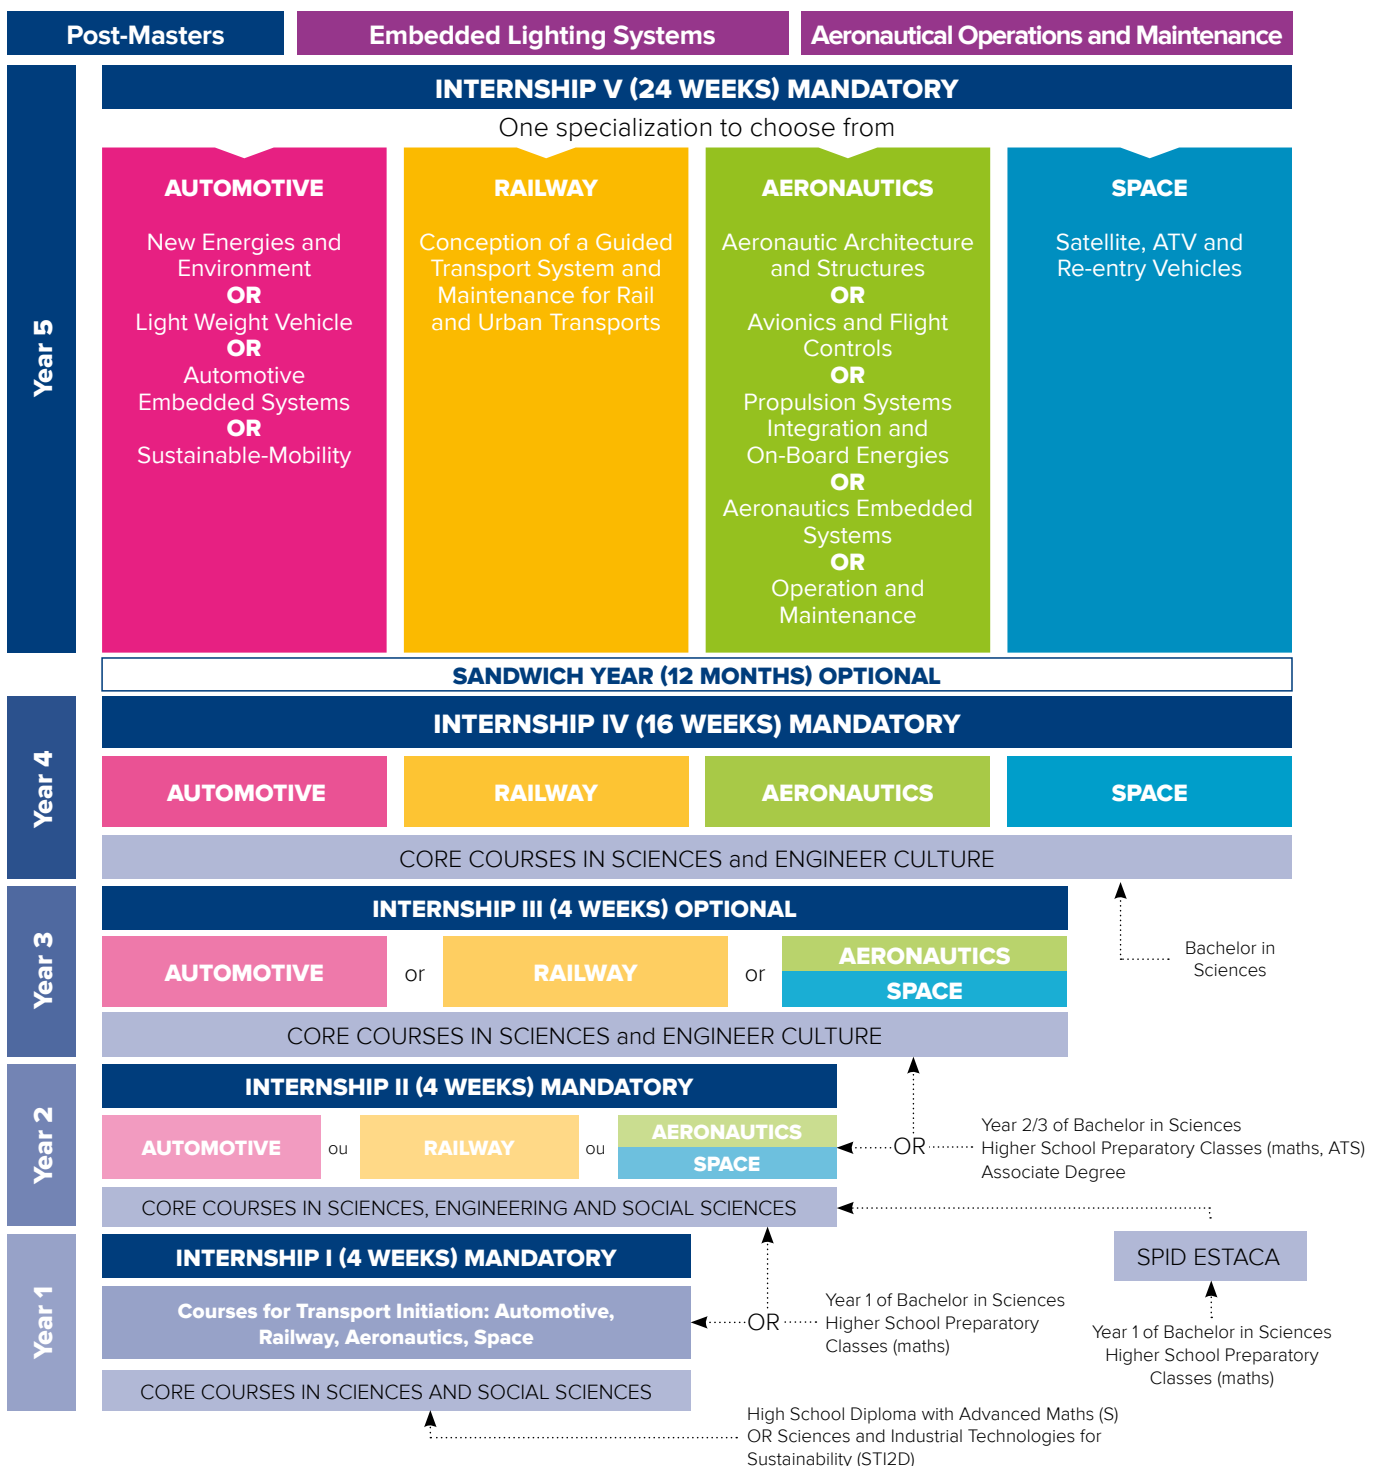 Post-Masters
Embedded Lighting Systems
Aeronautical Operations and Maintenance
Year 5
INTERNSHIP V (24 WEEKS) MANDATORY
One specialization to choose from
AUTOMOTIVE
New Energies and
Environment
OR
Light Weight Vehicle
OR
Automotive
Embedded Systems
OR
Sustainable-Mobility
RAILWAY
Conception of a Guided
Transport System and
Maintenance for Rail
and Urban Transports
AERONAUTICS
Aeronautic Architecture
and Structures
OR
Avionics and Flight
Controls
OR
Propulsion Systems
Integration and
On-Board Energies
OR
Aeronautics Embedded
Systems
OR
Operation and
Maintenance
SPACE
Satellite, ATV and
Re-entry Vehicles
SANDWICH YEAR (12 MONTHS) OPTIONAL
Year 4
INTERNSHIP IV (16 WEEKS) MANDATORY
AUTOMOTIVE
RAILWAY
AERONAUTICS
SPACE
CORE COURSES IN SCIENCES and ENGINEER CULTURE
Year 3
INTERNSHIP III (4 WEEKS) OPTIONAL
AUTOMOTIVE
or
RAILWAY
or
AERONAUTICS
SPACE
Bachelor in
Sciences
CORE COURSES IN SCIENCES and ENGINEER CULTURE
Year 2
INTERNSHIP II (4 WEEKS) MANDATORY
AUTOMOTIVE
ou
RAILWAY
ou
AERONAUTICS
SPACE
OR
Year 2/3 of Bachelor in Sciences
Higher School Preparatory Classes (maths, ATS)
Associate Degree
CORE COURSES IN SCIENCES, ENGINEERING AND SOCIAL SCIENCES
Year 1
INTERNSHIP I (4 WEEKS) MANDATORY
SPID ESTACA
Courses for Transport Initiation: Automotive,
Railway, Aeronautics, Space
OR
Year 1 of Bachelor in Sciences
Higher School Preparatory
Classes (maths)
Year 1 of Bachelor in Sciences
Higher School Preparatory
Classes (maths)
CORE COURSES IN SCIENCES AND SOCIAL SCIENCES
High School Diploma with Advanced Maths (S)
OR Sciences and Industrial Technologies for
Sustainability (STI2D)